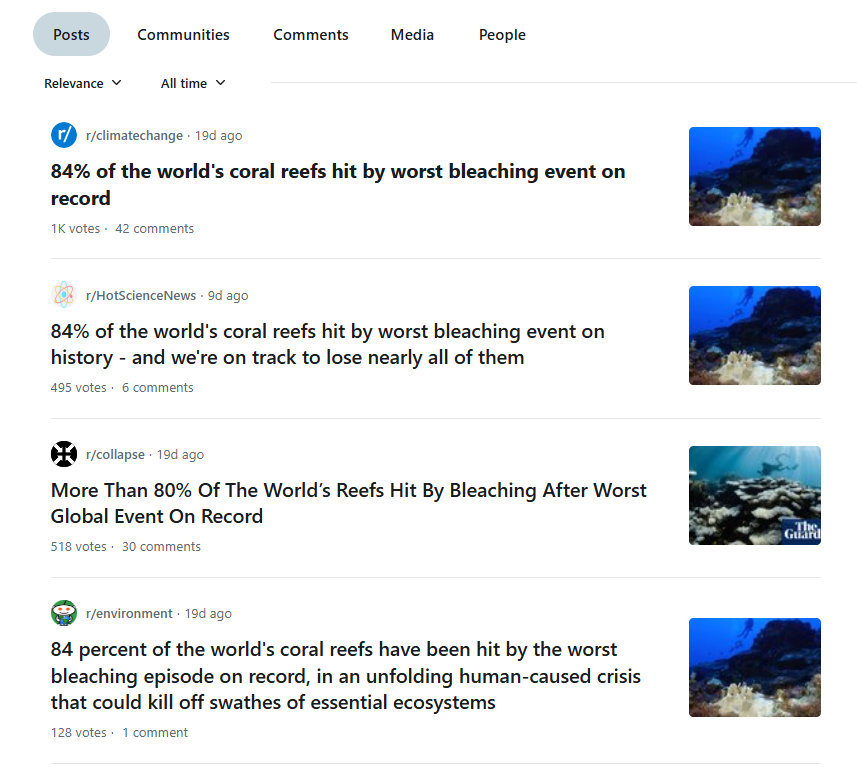 Posts Communities Comments Media People
Relevance All time
r/ r/climatechange · 19d ago
84% of the world's coral reefs hit by worst bleaching event on
record
1K votes · 42 comments
r/HotScienceNews · 9d ago
84% of the world's coral reefs hit by worst bleaching event on
history - and we're on track to lose nearly all of them
495 votes · 6 comments
r/collapse · 19d ago
More Than 80% Of The World’s Reefs Hit By Bleaching After Worst
Global Event On Record
518 votes · 30 comments
The
Guard
r/environment · 19d ago
84 percent of the world's coral reefs have been hit by the worst
bleaching episode on record, in an unfolding human-caused crisis
that could kill off swathes of essential ecosystems
128 votes · 1 comment